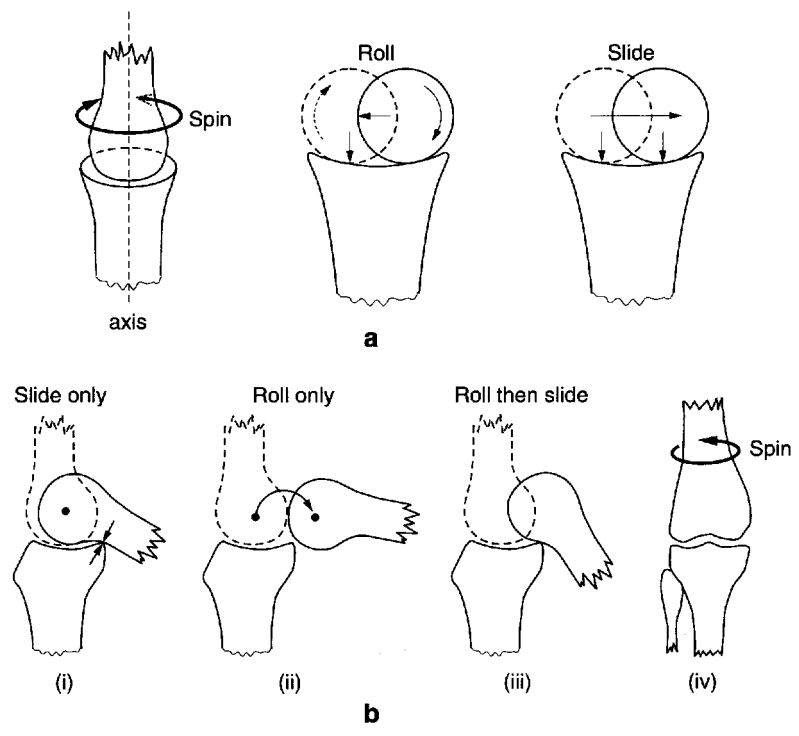 Roll
Slide
Spin
axis
a
Slide only
Roll only
Roll then slide
Spin
(i)
(ii)
(iii)
(iv)
b